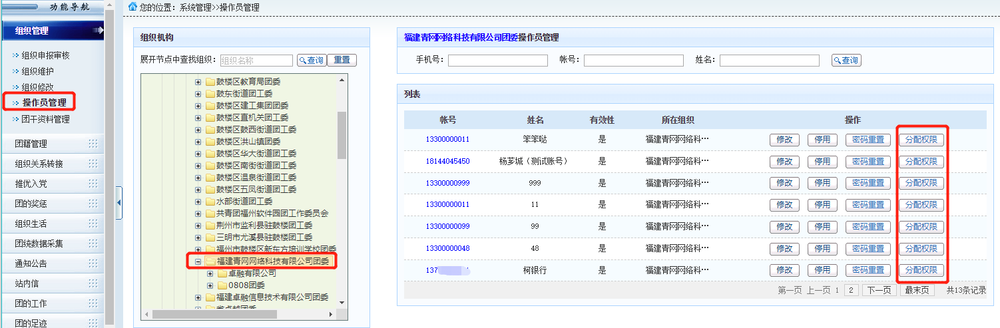 功能导航
组织管理
组织申报审核
组织维护
组织修改
操作员管理
团干资料管理
团籍管理
组织关系转接
推优入党
团的奖惩
组织生活
团统数据采集
通知公告
站内信
团的工作
团的足迹
您的位置：系统管理>>操作员管理
组织机构
展开节点中查找组织： 组织名称 查询 重置
鼓楼区教育局团委
鼓东街道团工委
鼓楼区建工集团团委
鼓楼区直机关团工委
鼓楼区鼓西街道团工委
鼓楼区洪山镇团委
鼓楼区华大街道团工委
鼓楼区南街街道团工委
鼓楼区温泉街道团工委
鼓楼区五凤街道团工委
水部街道团工委
共青团福州软件园团工作委员会
荆州市监利县驻鼓楼团工委
三明市尤溪县驻鼓楼团工委
福州市鼓楼区新东方培训学校团委
福建青网网络科技有限公司团委
卓融有限公司
0808团委
福建卓融信息技术有限公司团委
福建青网网络科技有限公司团委操作员管理
手机号： 帐号： 姓名： 查询
列表
帐号 姓名 有效性 所在组织 操作
13300000011 笨笨哒 是 福建青网网络科… 修改 停用 密码重置 分配权限
18144045450 杨茤城（测试账号） 是 福建青网网络科… 修改 停用 密码重置 分配权限
13300000999 999 是 福建青网网络科… 修改 停用 密码重置 分配权限
13300000011 11 是 福建青网网络科… 修改 停用 密码重置 分配权限
13300000099 99 是 福建青网网络科… 修改 停用 密码重置 分配权限
13300000048 48 是 福建青网网络科… 修改 停用 密码重置 分配权限
137 柯银行 是 福建青网网络科… 修改 停用 密码重置 分配权限
第一页 上一页 1 2 下一页 最末页 共13条记录